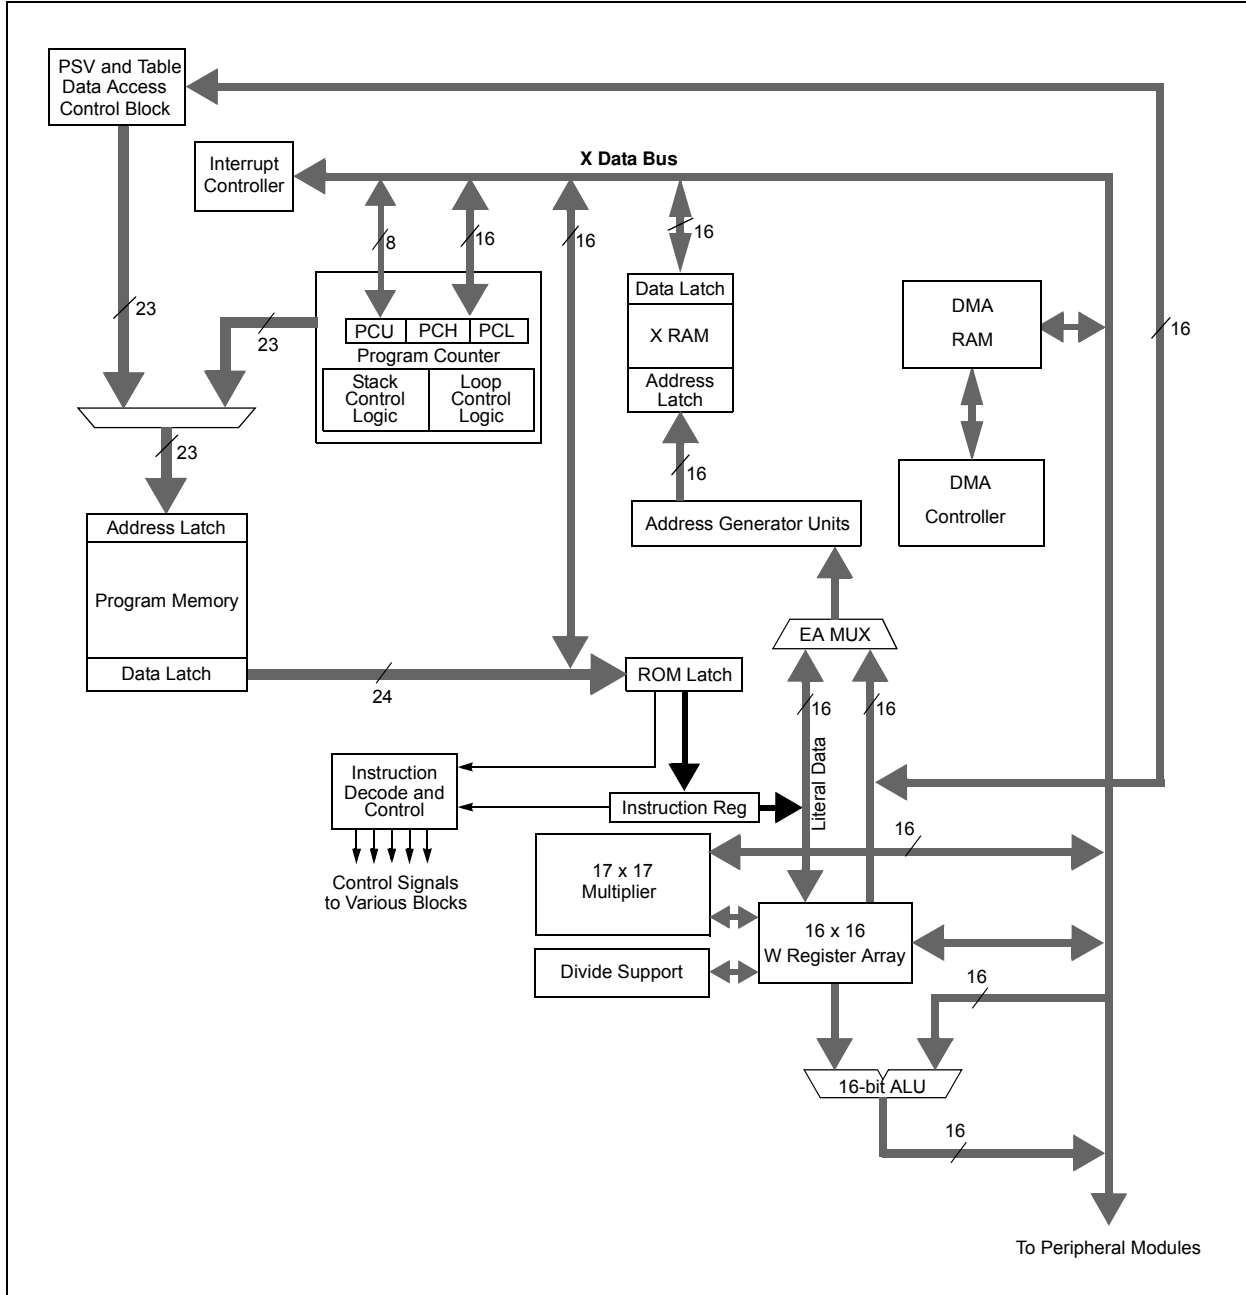 PSV and Table
Data Access
Control Block
Interrupt
Controller
X Data Bus
8
16
16
16
23
23
16
PCU
PCH
PCL
Program Counter
Stack
Control
Logic
Loop
Control
Logic
Data Latch
X RAM
Address
Latch
DMA
RAM
23
16
DMA
Controller
Address Generator Units
Address Latch
Program Memory
Data Latch
24
EA MUX
ROM Latch
16
16
Literal Data
Instruction
Decode and
Control
Instruction Reg
Control Signals
to Various Blocks
17 x 17
Multiplier
16
16 x 16
W Register Array
Divide Support
16
16-bit ALU
16
To Peripheral Modules